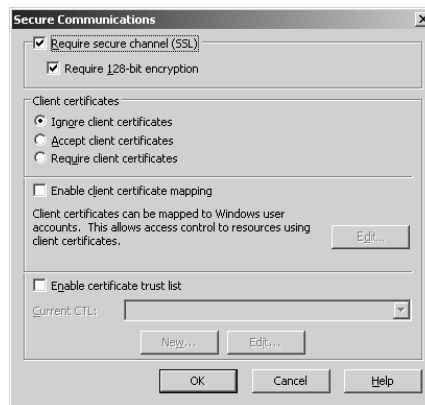 Secure Communications
Require secure channel (SSL)
Require 128-bit encryption
Client certificates
Ignore client certificates
Accept client certificates
Require client certificates
Enable client certificate mapping
Client certificates can be mapped to Windows user
accounts. This allows access control to resources using
client certificates.
Edit...
Enable certificate trust list
Current CTL:
New...
Edit...
OK
Cancel
Help